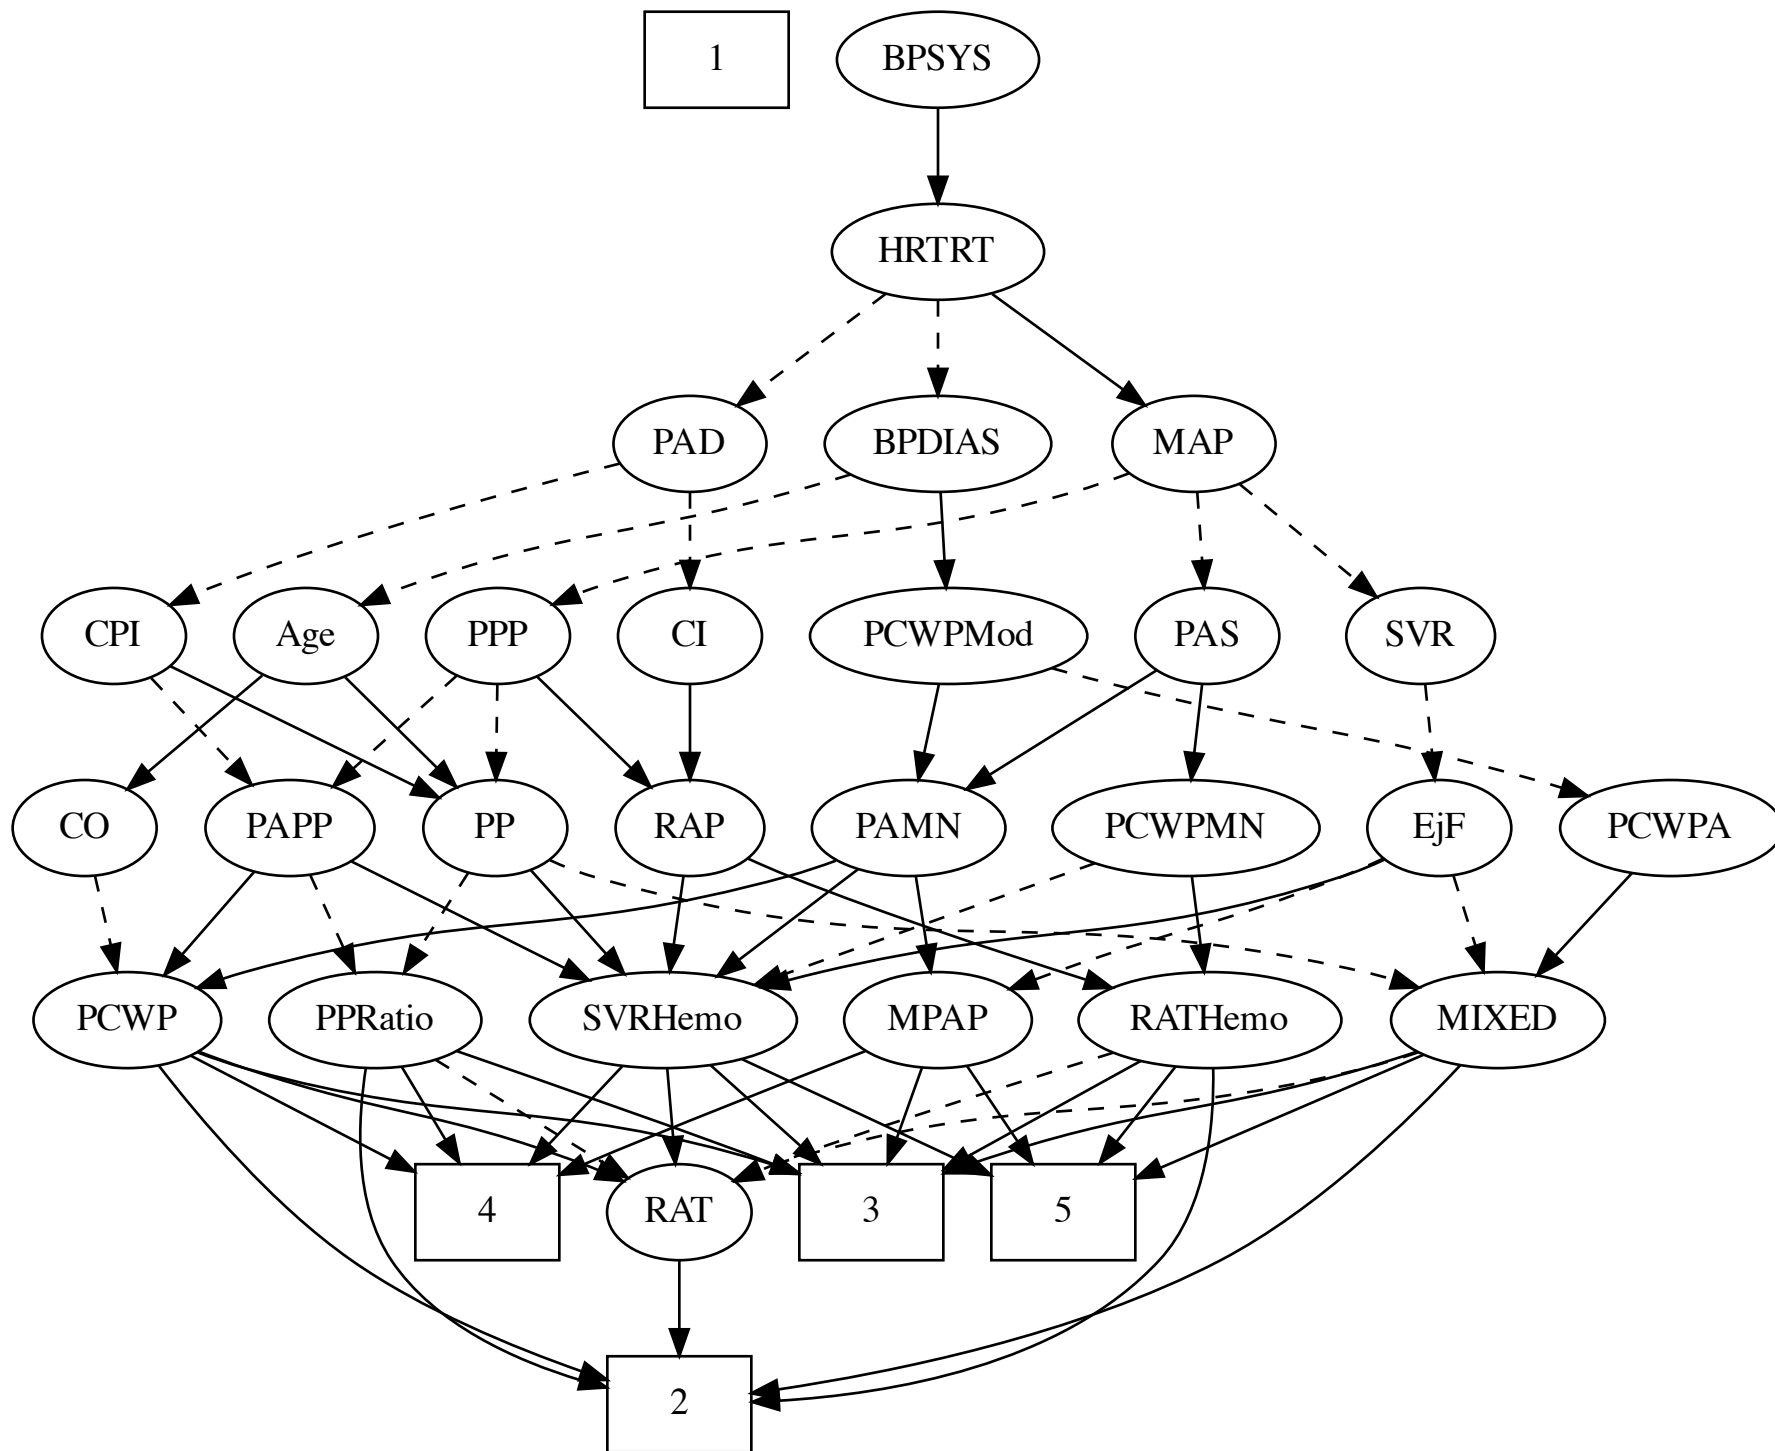 1
BPSYS
HRTRT
PAD
BPDIAS
MAP
CPI
Age
PPP
CI
PCWPMod
PAS
SVR
CO
PAPP
PP
RAP
PAMN
PCWPMN
EjF
PCWPA
PCWP
PPRatio
SVRHemo
MPAP
RATHemo
MIXED
4
RAT
3
5
2